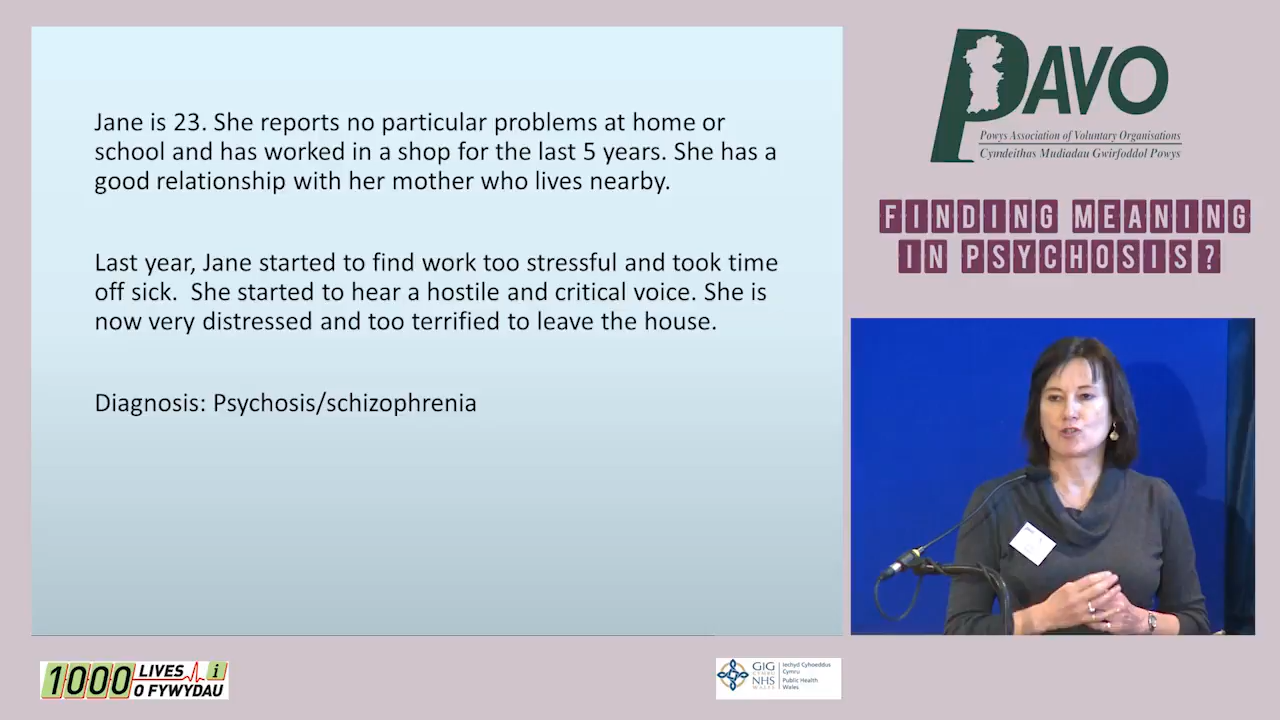 Jane is 23. She reports no particular problems at home or
school and has worked in a shop for the last 5 years. She has a
good relationship with her mother who lives nearby.
Last year, Jane started to find work too stressful and took time
off sick.  She started to hear a hostile and critical voice. She is
now very distressed and too terrified to leave the house.
Diagnosis: Psychosis/schizophrenia
PAVO
Powys Association of Voluntary Organisations
Cymdeithas Mudiadau Gwirfoddol Powys
FINDING MEANING
IN PSYCHOSIS?
1000 LIVES i
O FYWYDAU
GIG
CYMRU
NHS
WALES
Iechyd Cyhoeddus
Cymru
Public Health
Wales